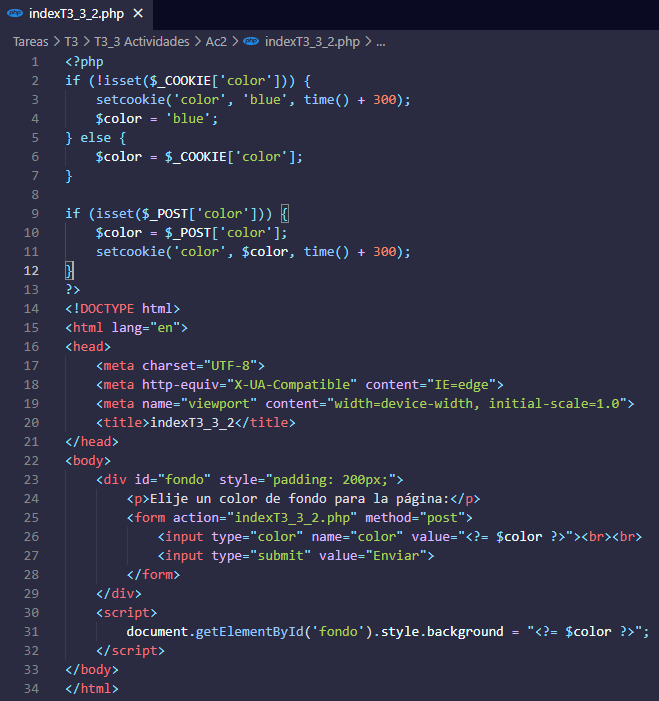 php indexT3_3_2.php ✕
Tareas > T3 > T3_3 Actividades > Ac2 > php indexT3_3_2.php > ...
1 <?php
2 if (!isset($_COOKIE['color'])) {
3     setcookie('color', 'blue', time() + 300);
4     $color = 'blue';
5 } else {
6     $color = $_COOKIE['color'];
7 }
8
9 if (isset($_POST['color'])) {
10     $color = $_POST['color'];
11     setcookie('color', $color, time() + 300);
12 }
13 ?>
14 <!DOCTYPE html>
15 <html lang="en">
16 <head>
17     <meta charset="UTF-8">
18     <meta http-equiv="X-UA-Compatible" content="IE=edge">
19     <meta name="viewport" content="width=device-width, initial-scale=1.0">
20     <title>indexT3_3_2</title>
21 </head>
22 <body>
23     <div id="fondo" style="padding: 200px;">
24         <p>Elije un color de fondo para la página:</p>
25         <form action="indexT3_3_2.php" method="post">
26             <input type="color" name="color" value="<?= $color ?>"><br><br>
27             <input type="submit" value="Enviar">
28         </form>
29     </div>
30     <script>
31         document.getElementById('fondo').style.background = "<?= $color ?>";
32     </script>
33 </body>
34 </html>